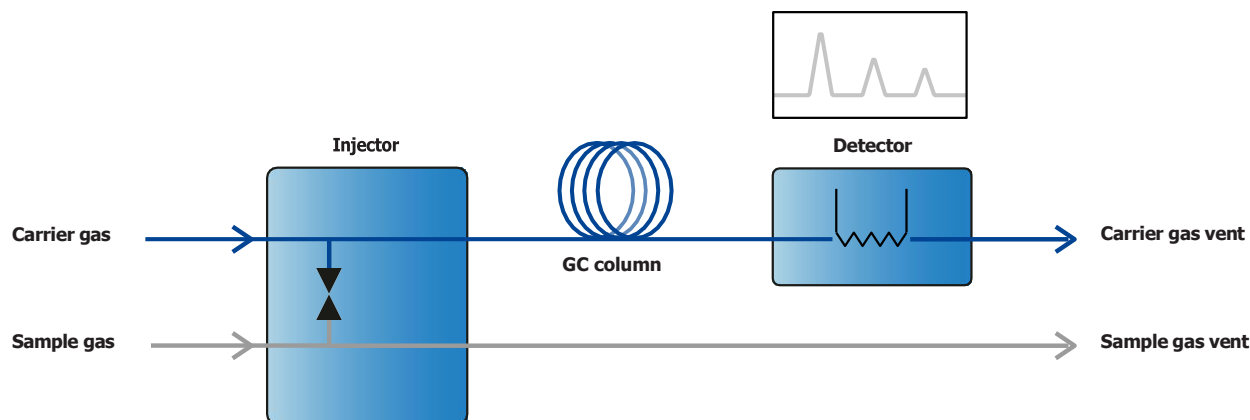 Injector
Detector
Carrier gas
GC column
Carrier gas vent
Sample gas
Sample gas vent